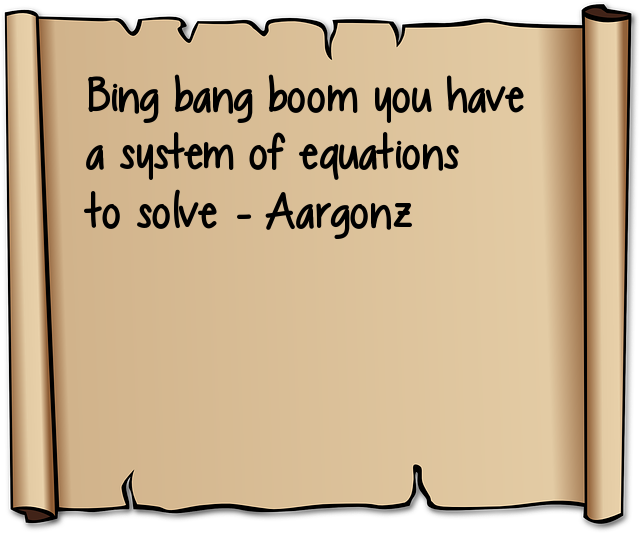 Bing bang boom you have
a system of equations
to solve - Aargonz